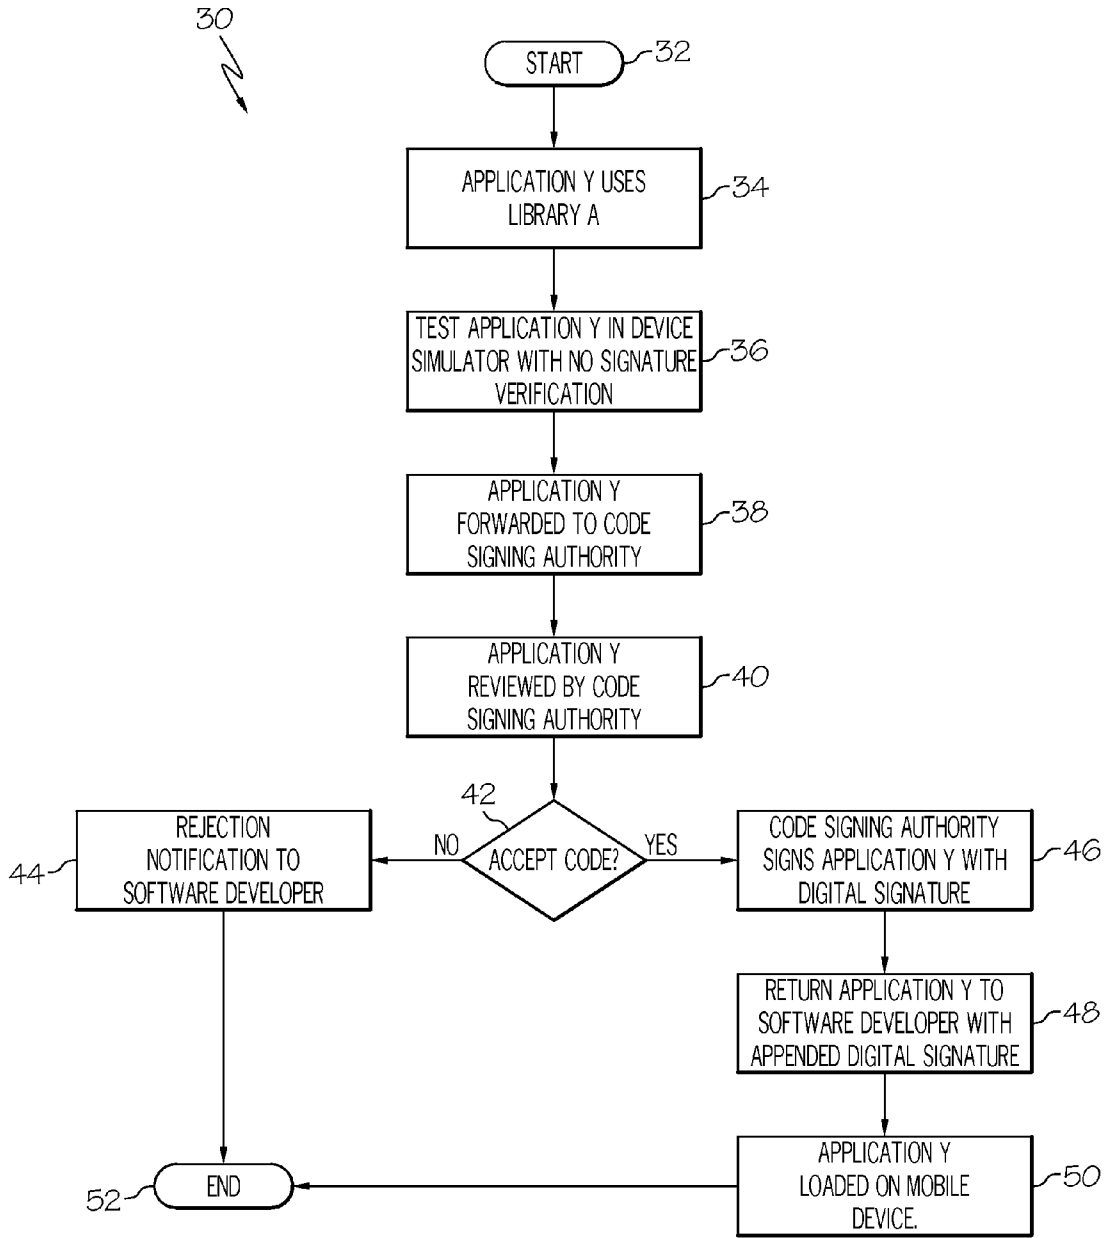 30
START
32
APPLICATION Y USES
LIBRARY A
34
TEST APPLICATION Y IN DEVICE
SIMULATOR WITH NO SIGNATURE
VERIFICATION
36
APPLICATION Y
FORWARDED TO CODE
SIGNING AUTHORITY
38
APPLICATION Y
REVIEWED BY CODE
SIGNING AUTHORITY
40
42
ACCEPT CODE?
NO
YES
REJECTION
NOTIFICATION TO
SOFTWARE DEVELOPER
44
CODE SIGNING AUTHORITY
SIGNS APPLICATION Y WITH
DIGITAL SIGNATURE
46
RETURN APPLICATION Y TO
SOFTWARE DEVELOPER WITH
APPENDED DIGITAL SIGNATURE
48
APPLICATION Y
LOADED ON MOBILE
DEVICE.
50
END
52